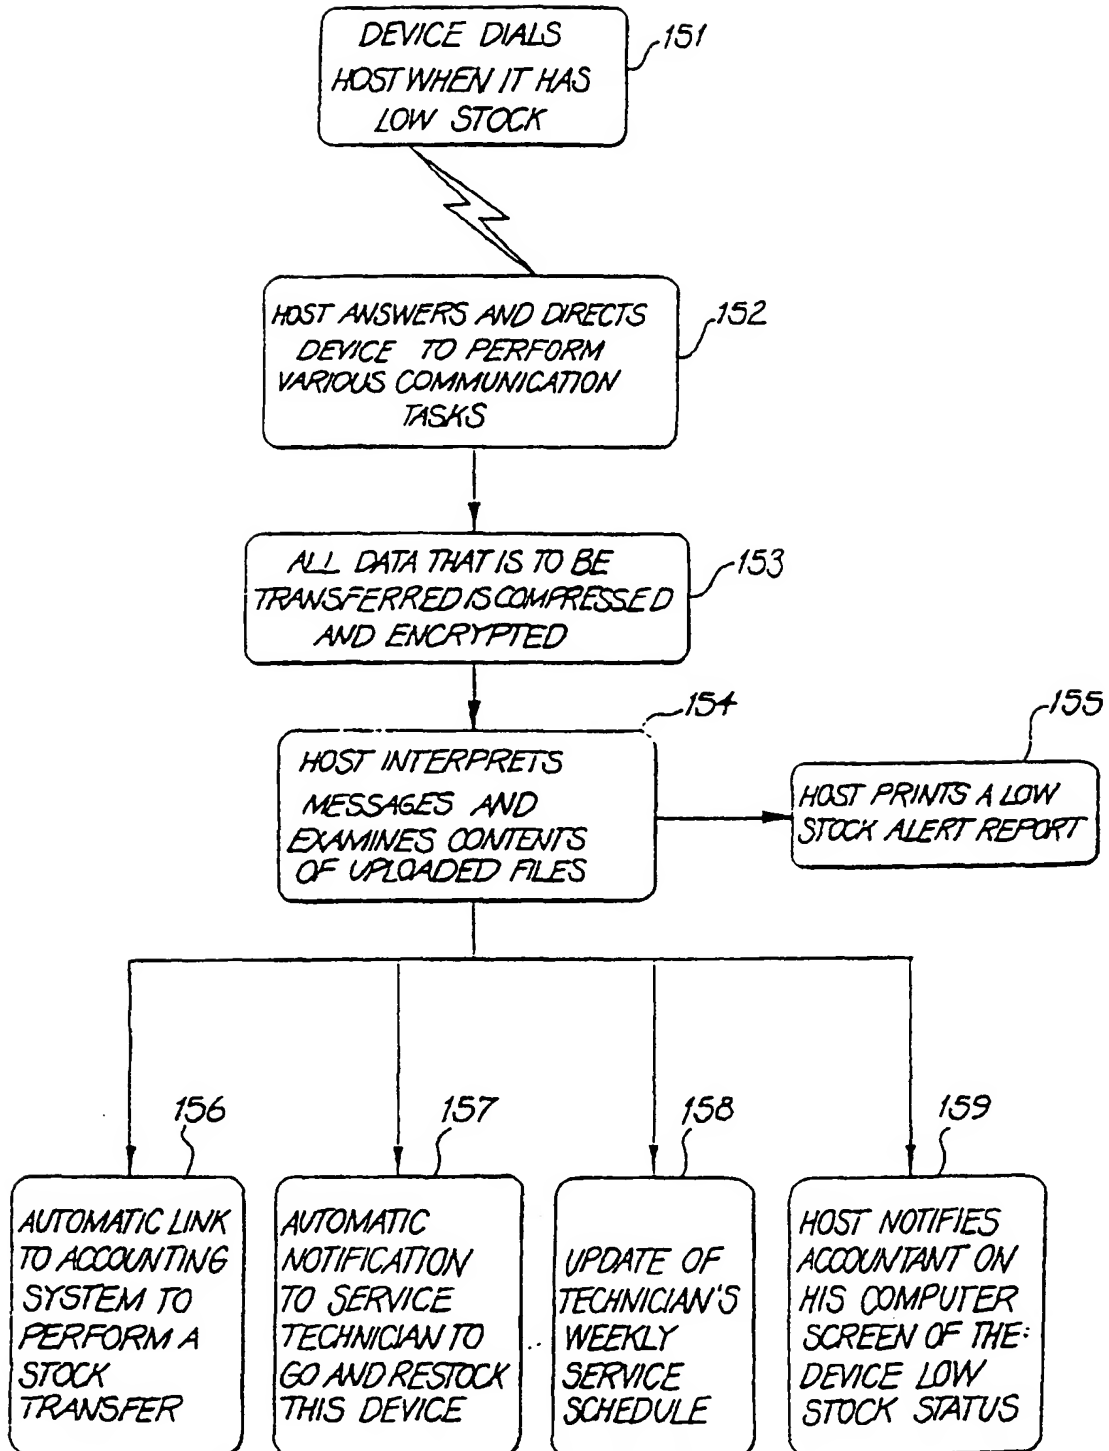 DEVICE DIALS
HOST WHEN IT HAS
LOW STOCK
151
HOST ANSWERS AND DIRECTS
DEVICE TO PERFORM
VARIOUS COMMUNICATION
TASKS
152
ALL DATA THAT IS TO BE
TRANSFERRED IS COMPRESSED
AND ENCRYPTED
153
HOST INTERPRETS
MESSAGES AND
EXAMINES CONTENTS
OF UPLOADED FILES
154
HOST PRINTS A LOW
STOCK ALERT REPORT
155
156
AUTOMATIC LINK
TO ACCOUNTING
SYSTEM TO
PERFORM A
STOCK
TRANSFER
157
AUTOMATIC
NOTIFICATION
TO SERVICE
TECHNICIAN TO
GO AND RESTOCK
THIS DEVICE
158
UPDATE OF
TECHNICIAN'S
WEEKLY
SERVICE
SCHEDULE
159
HOST NOTIFIES
ACCOUNTANT ON
HIS COMPUTER
SCREEN OF THE
DEVICE LOW
STOCK STATUS